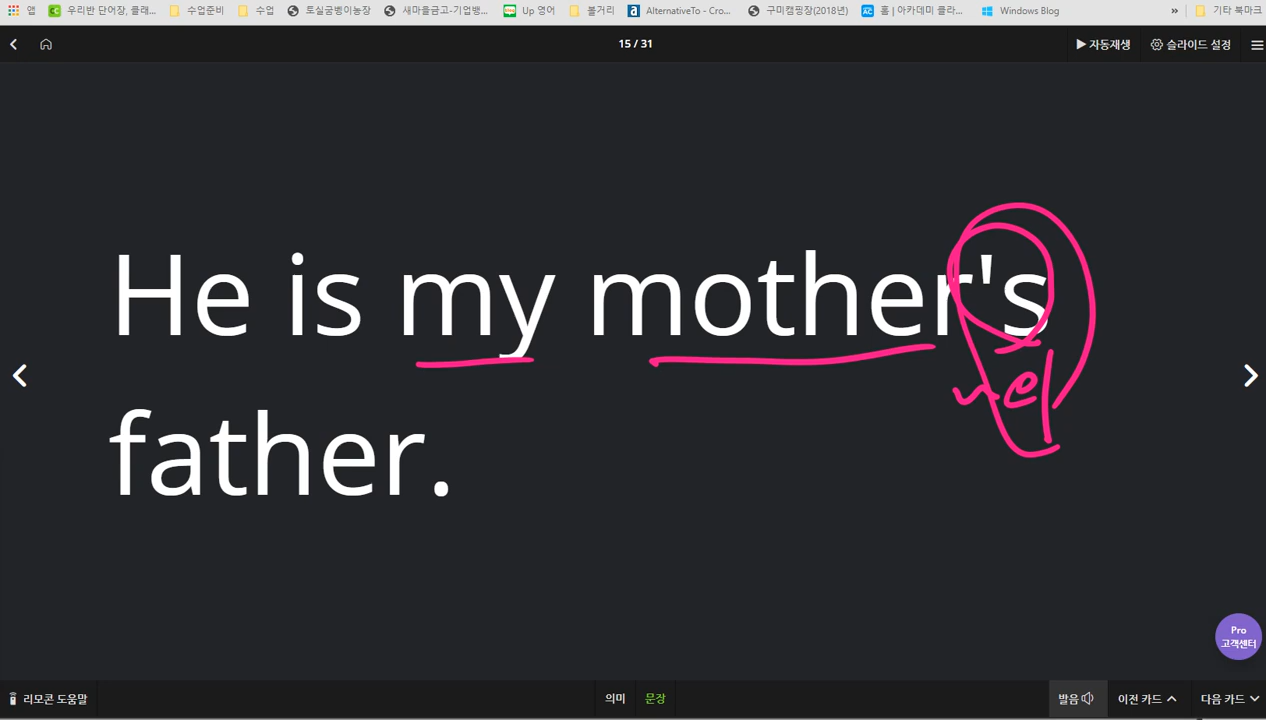 앱 우리반 단어장, 클래... 수업준비 수업 토실굼벵이농장 새마을금고-기업뱅... Up 영어 볼거리 AlternativeTo - Cro... 구미캠핑장(2018년) 홈 | 아카데미 클라... Windows Blog » 기타 북마크
15 / 31 자동재생 슬라이드 설정
He is my mother's
father.
Pro
고객센터
리모콘 도움말 의미 문장 발음 이전 카드 다음 카드